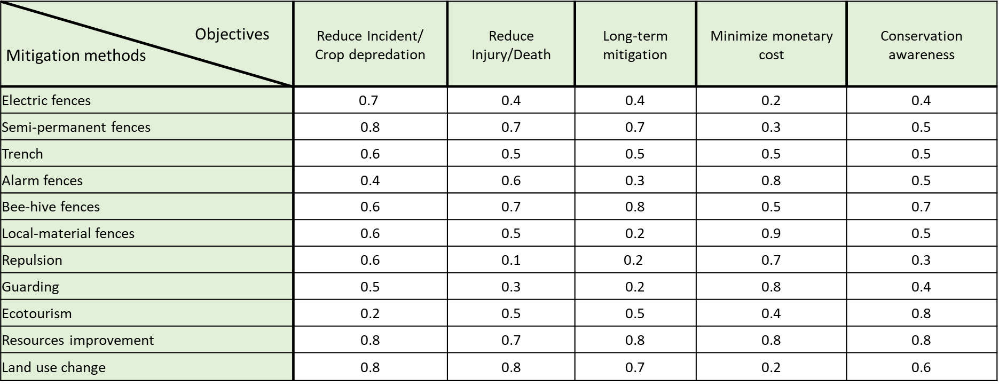 Objectives
Mitigation methods
Reduce Incident/
Crop depredation
Reduce
Injury/Death
Long-term
mitigation
Minimize monetary
cost
Conservation
awareness
Electric fences 0.7 0.4 0.4 0.2 0.4
Semi-permanent fences 0.8 0.7 0.7 0.3 0.5
Trench 0.6 0.5 0.5 0.5 0.5
Alarm fences 0.4 0.6 0.3 0.8 0.5
Bee-hive fences 0.6 0.7 0.8 0.5 0.7
Local-material fences 0.6 0.5 0.2 0.9 0.5
Repulsion 0.6 0.1 0.2 0.7 0.3
Guarding 0.5 0.3 0.2 0.8 0.4
Ecotourism 0.2 0.5 0.5 0.4 0.8
Resources improvement 0.8 0.7 0.8 0.8 0.8
Land use change 0.8 0.8 0.7 0.2 0.6